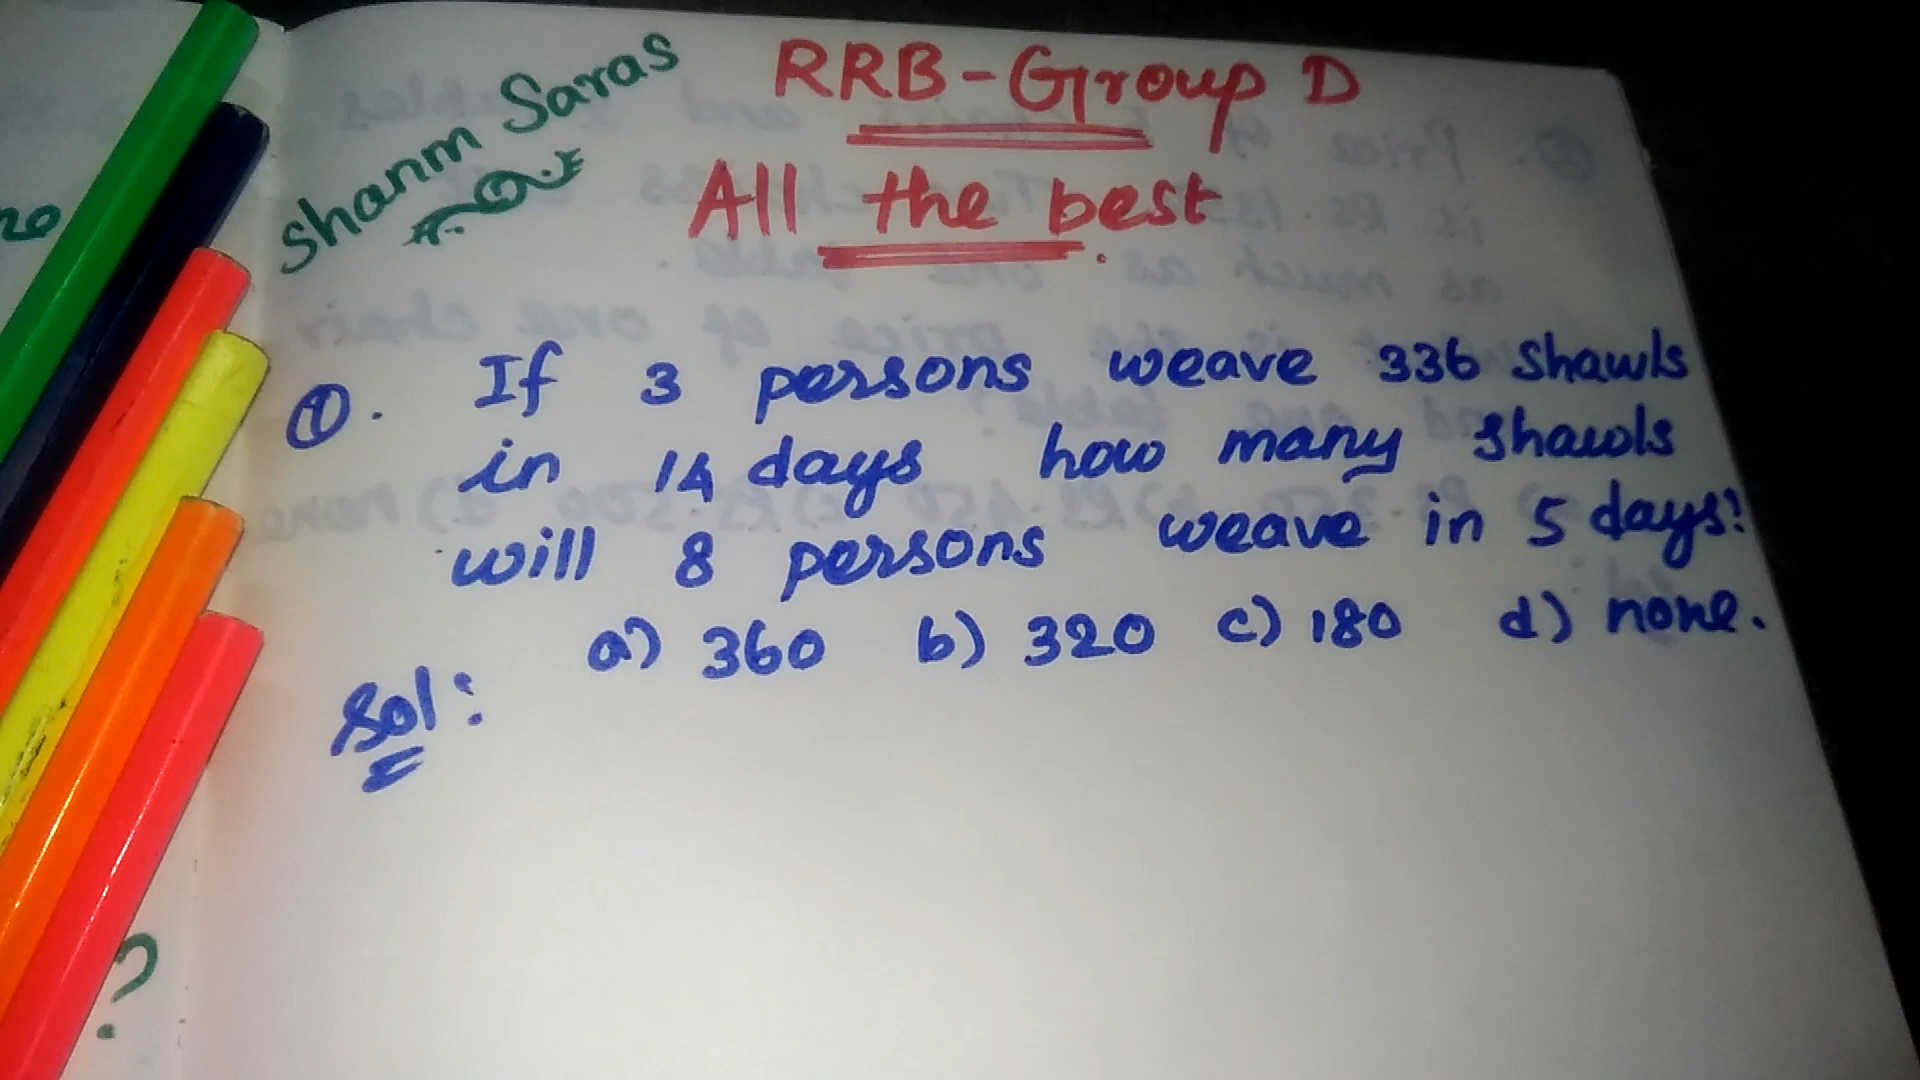 Shanm Saras
RRB-Group D
All the best.
20
①. If 3 persons weave 336 shawls
in 14 days how many shawls
will 8 persons weave in 5 days?
a) 360 b) 320 c) 180 d) none.
Sol:
?